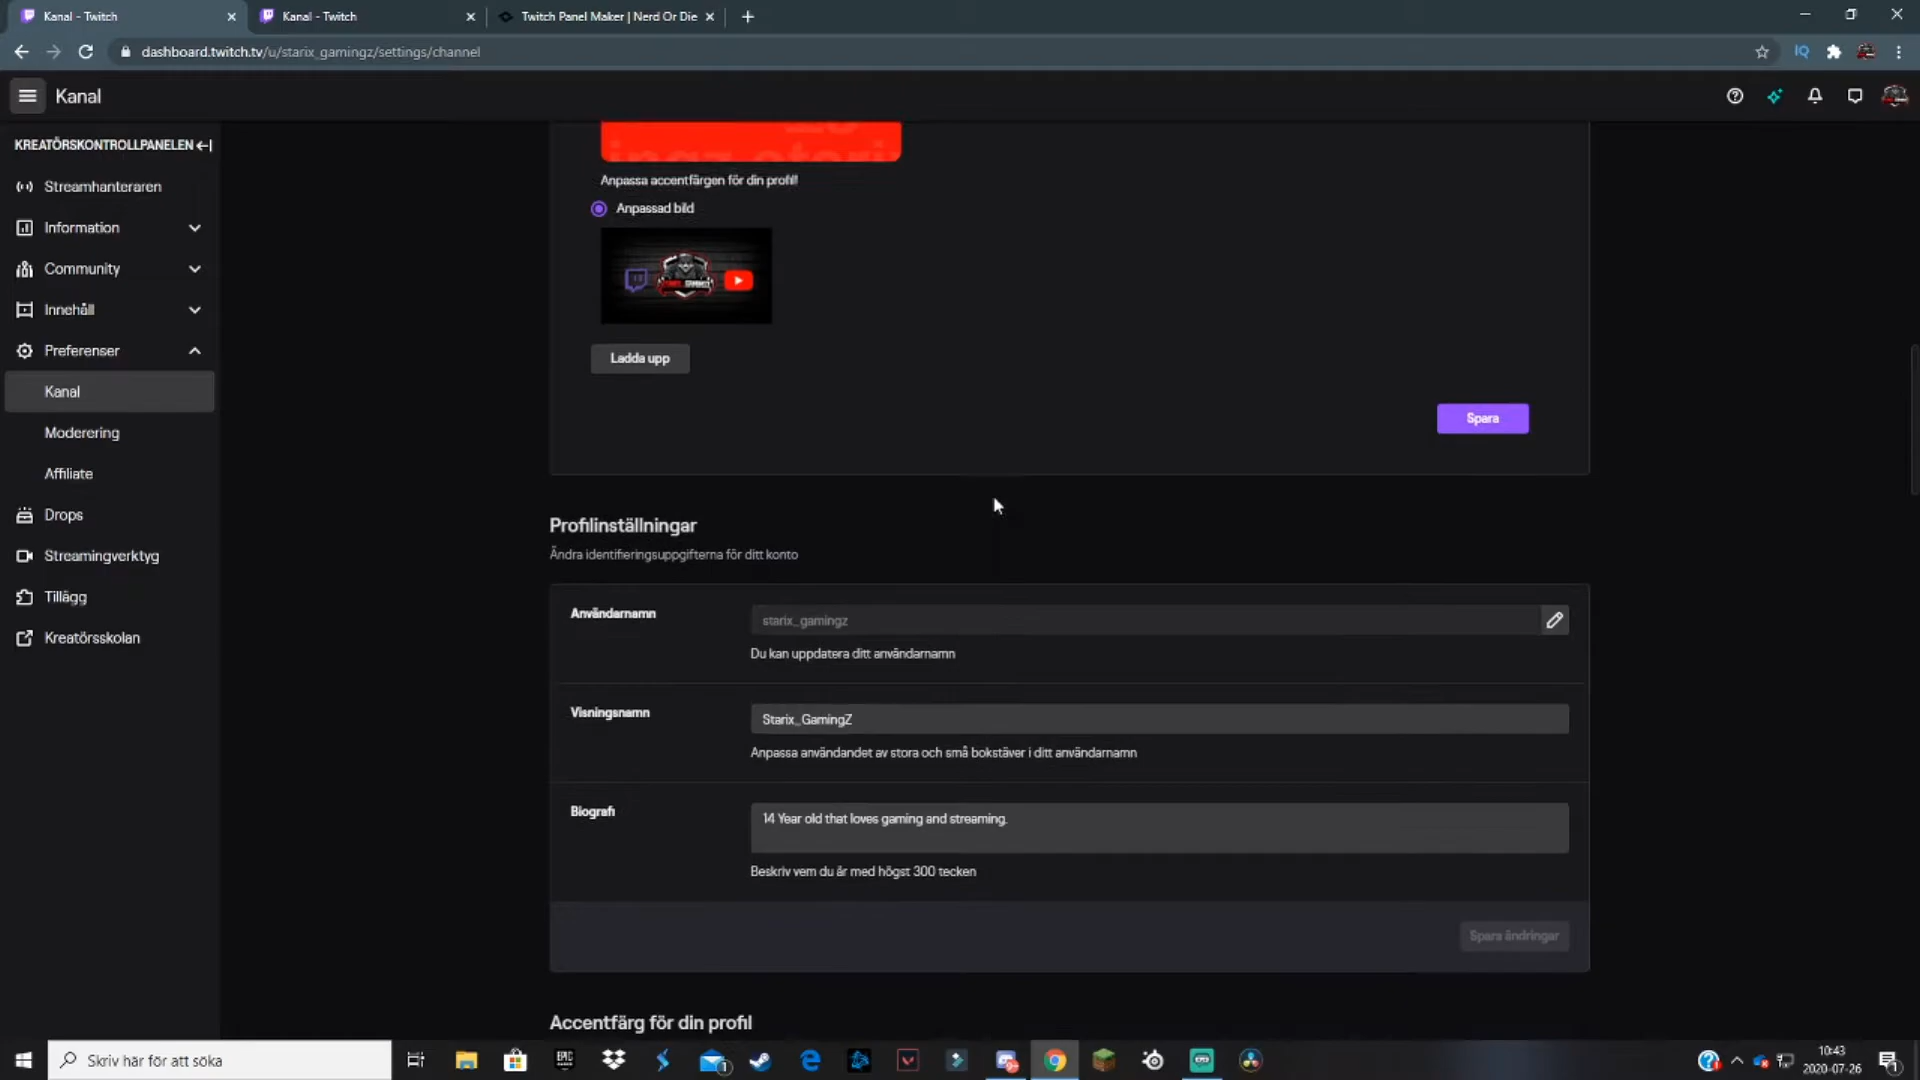 Kanal - Twitch
Kanal - Twitch
Twitch Panel Maker | Nerd Or Die
dashboard.twitch.tv/u/starix_gamingz/settings/channel
Kanal
KREATÖRSKONTROLLPANELEN
Streamhanteraren
Information
Community
Innehåll
Preferenser
Kanal
Moderering
Affiliate
Drops
Streamingverktyg
Tillägg
Kreatörsskolan
Anpassa accentfärgen för din profil!
Anpassad bild
Ladda upp
Spara
Profilinställningar
Ändra identifieringsuppgifterna för ditt konto
Användarnamn
starix_gamingz
Du kan uppdatera ditt användarnamn
Visningsnamn
Starix_GamingZ
Anpassa användandet av stora och små bokstäver i ditt användarnamn
Biografi
14 Year old that loves gaming and streaming.
Beskriv vem du är med högst 300 tecken
Spara ändringar
Accentfärg för din profil
Skriv här för att söka
10:43
2020-07-26